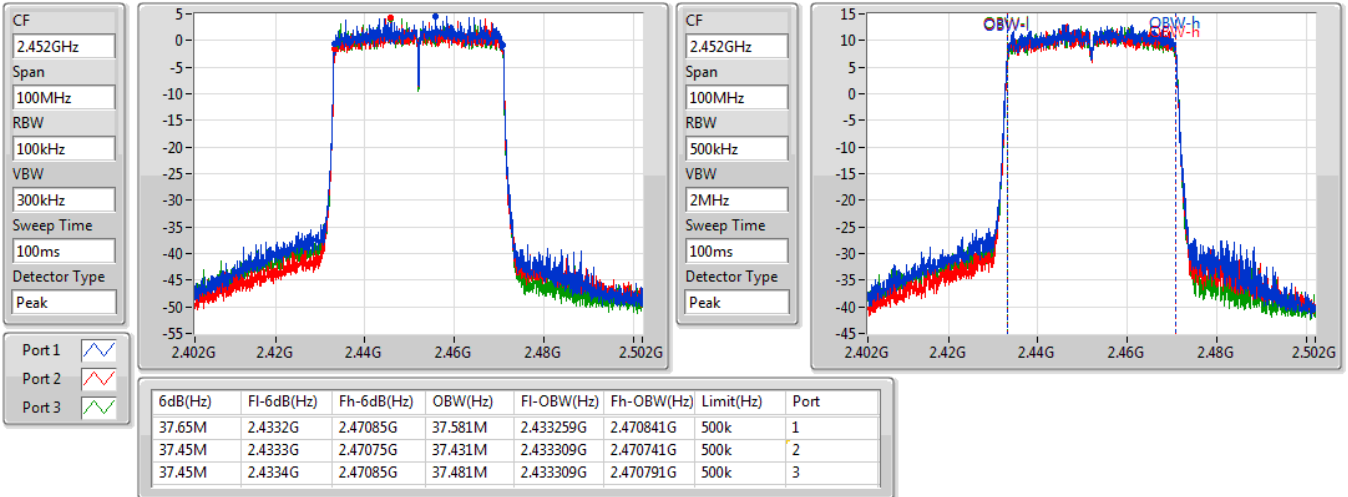 CF
2.452GHz
Span
100MHz
RBW
100kHz
VBW
300kHz
Sweep Time
100ms
Detector Type
Peak
5
0
-5
-10
-15
-20
-25
-30
-35
-40
-45
-50
-55
2.402G 2.42G 2.44G 2.46G 2.48G 2.502G
CF
2.452GHz
Span
100MHz
RBW
500kHz
VBW
2MHz
Sweep Time
100ms
Detector Type
Peak
15
10
5
0
-5
-10
-15
-20
-25
-30
-35
-40
-45
OBW-l
OBW-h
OBW-h
2.402G 2.42G 2.44G 2.46G 2.48G 2.502G
Port 1
Port 2
Port 3
6dB(Hz) Fl-6dB(Hz) Fh-6dB(Hz) OBW(Hz) Fl-OBW(Hz) Fh-OBW(Hz) Limit(Hz) Port
37.65M 2.4332G 2.47085G 37.581M 2.433259G 2.470841G 500k 1
37.45M 2.4333G 2.47075G 37.431M 2.433309G 2.470741G 500k 2
37.45M 2.4334G 2.47085G 37.481M 2.433309G 2.470791G 500k 3